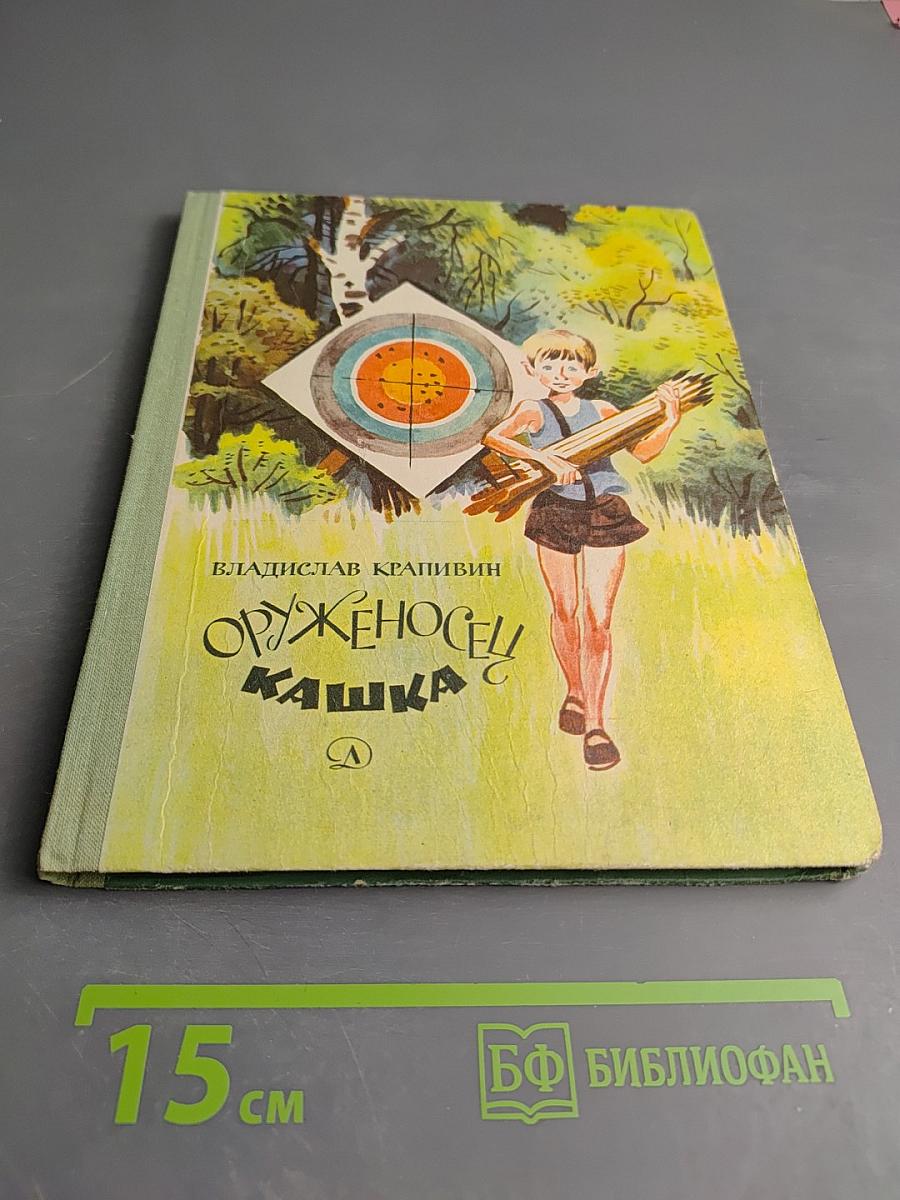 ВЛАДИСЛАВ КРАПИВИН
ОРУЖЕНОСЕЦ
КАШКА
Д
15 см
БФ БИБЛИОФАН